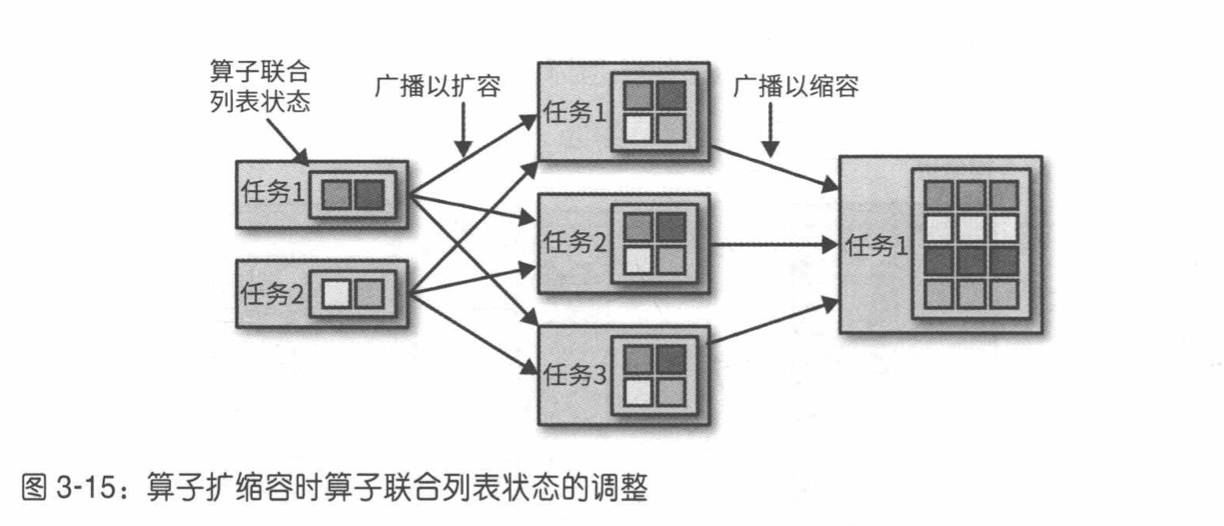 算子联合
列表状态
广播以扩容
广播以缩容
任务1
任务2
任务1
任务2
任务3
任务1
图 3-15：算子扩缩容时算子联合列表状态的调整